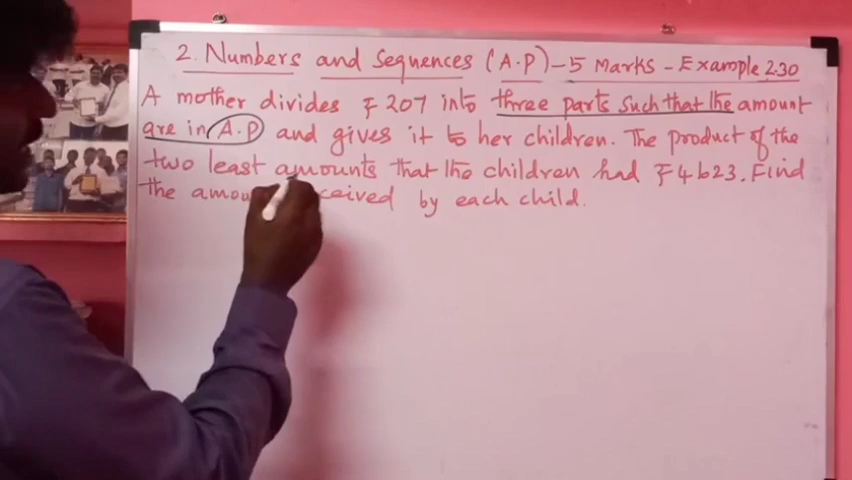 2. Numbers and Sequences (A.P) - 5 Marks - Example 2.30
A mother divides ₹207 into three parts such that the amount
are in A.P and gives it to her children. The product of the
two least amounts that the children had ₹4623. Find
the by each child.